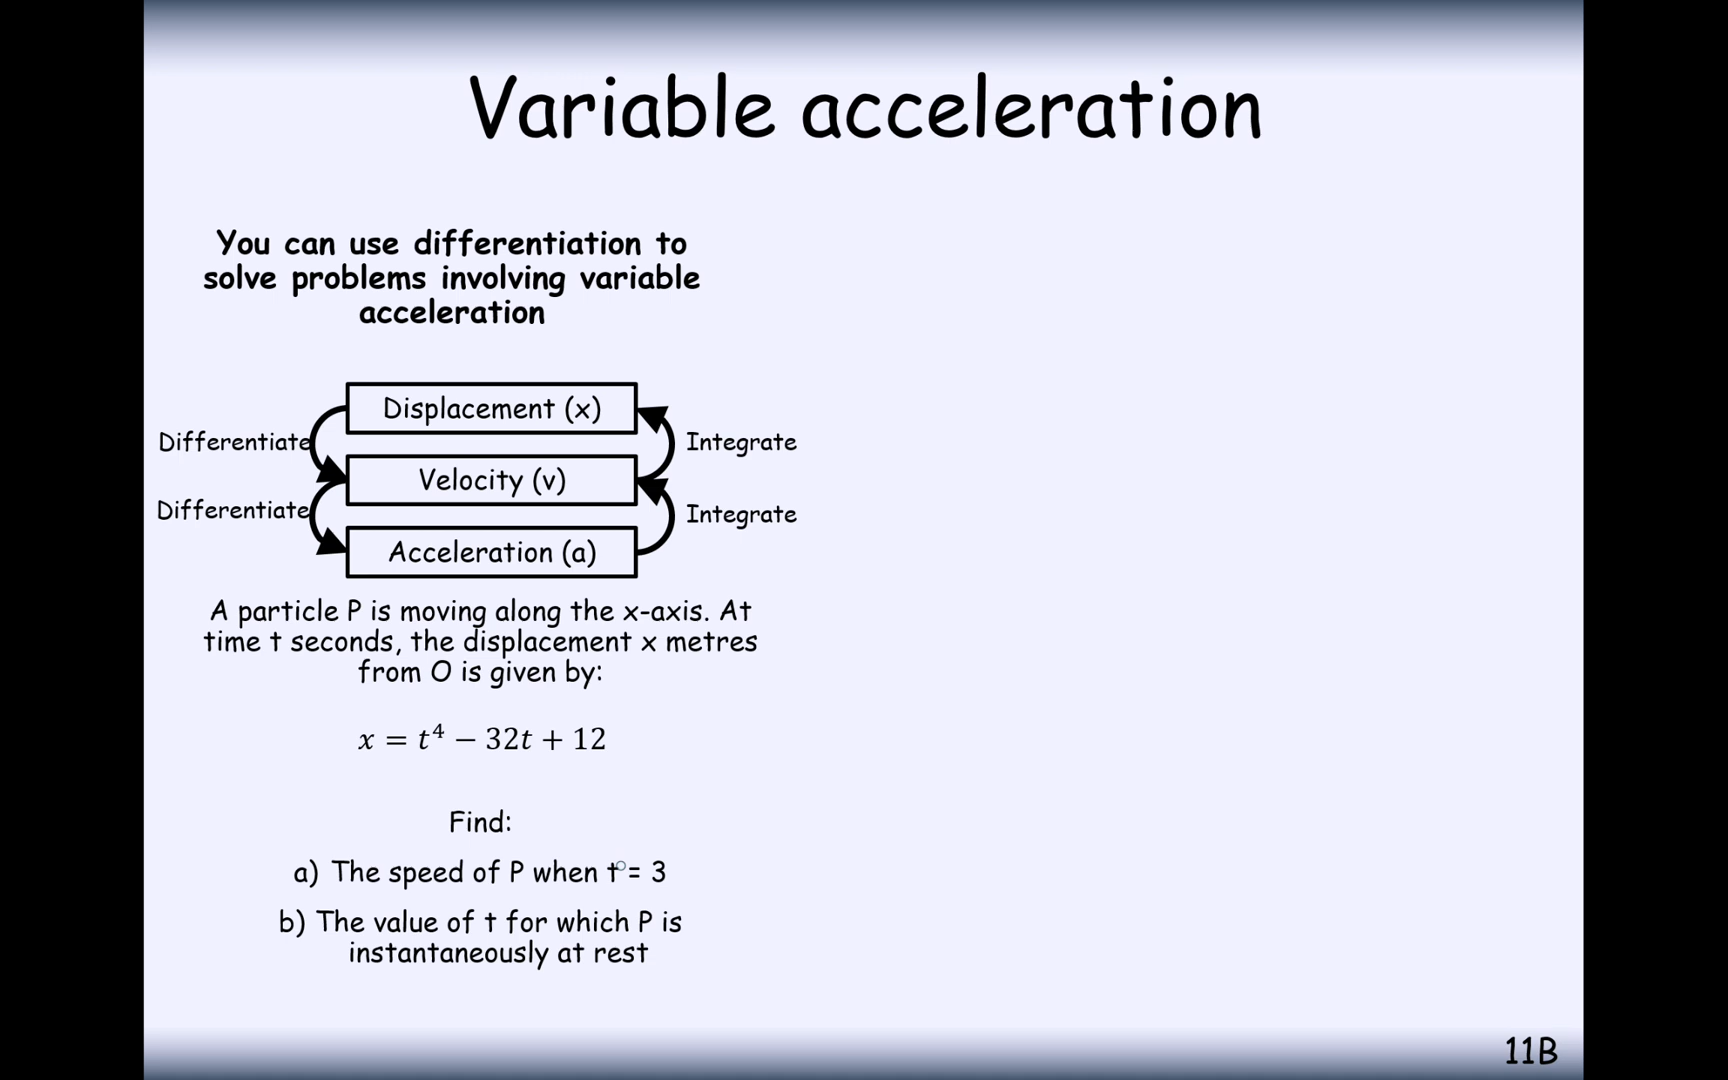 Variable acceleration
You can use differentiation to
solve problems involving variable
acceleration
Displacement (x)
Differentiate
Integrate
Velocity (v)
Differentiate
Integrate
Acceleration (a)
A particle P is moving along the x-axis. At
time t seconds, the displacement x metres
from O is given by:
x = t⁴ − 32t + 12
Find:
a) The speed of P when t = 3
b) The value of t for which P is
instantaneously at rest
11B